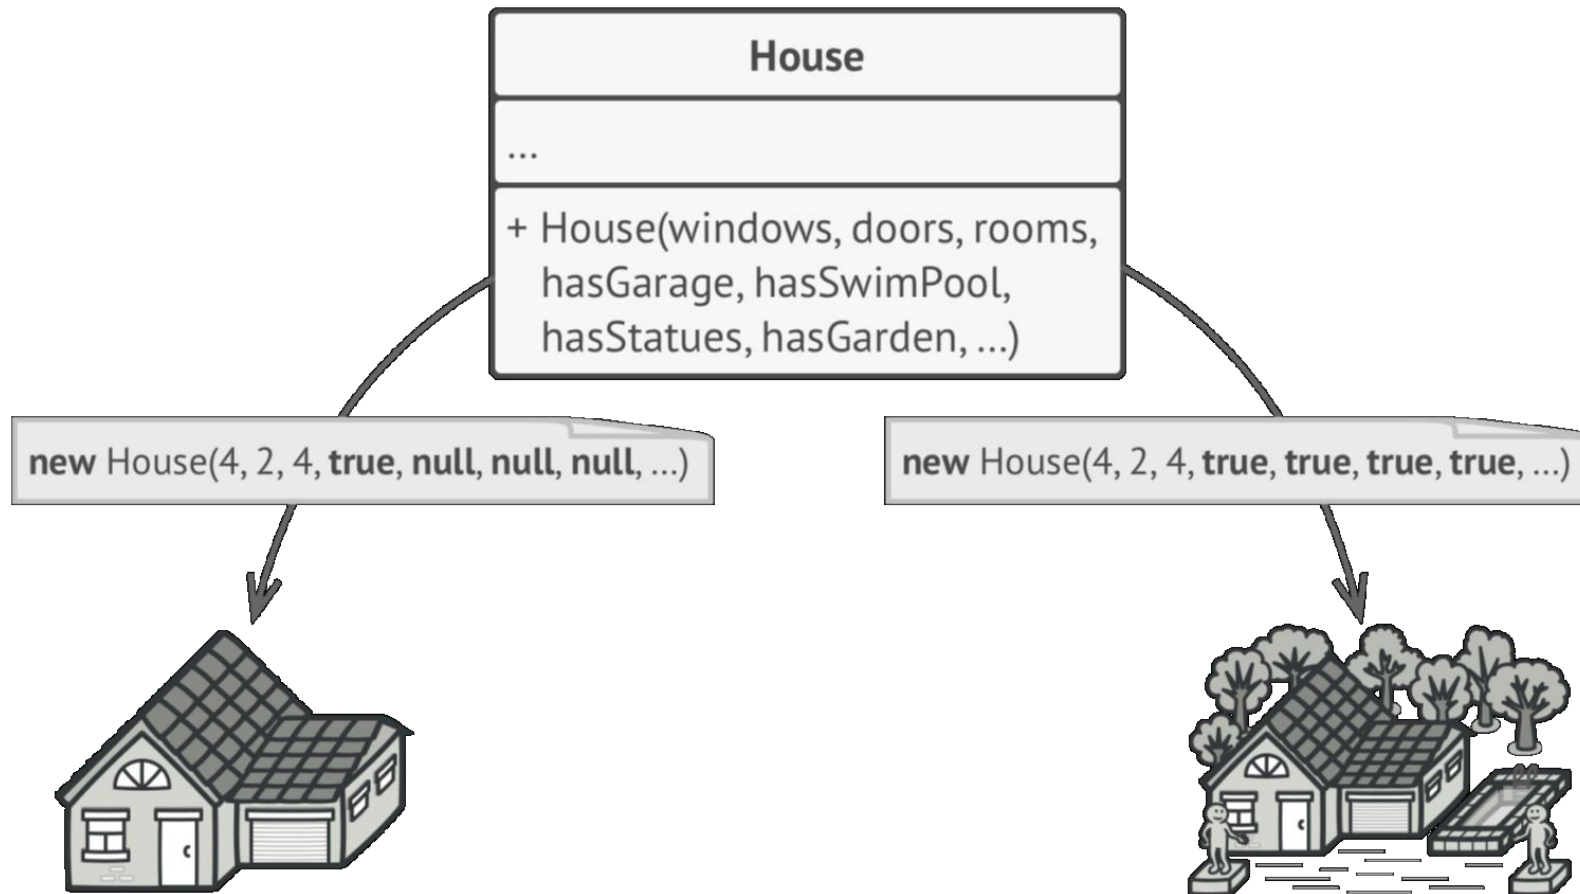 House
...
+ House(windows, doors, rooms,
hasGarage, hasSwimPool,
hasStatues, hasGarden, ...)
new House(4, 2, 4, true, null, null, null, ...)
new House(4, 2, 4, true, true, true, true, ...)